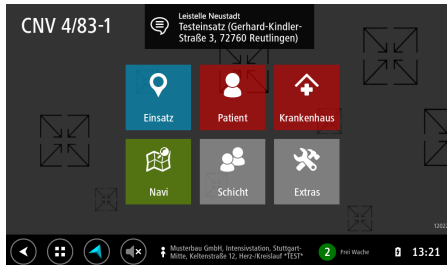 CNV 4/83-1
Leistelle Neustadt
Testeinsatz (Gerhard-Kindler-
Straße 3, 72760 Reutlingen)
Einsatz
Patient
Krankenhaus
Navi
Schicht
Extras
Musterbau GmbH, Intensivstation, Stuttgart-
Mitte, Keltenstraße 12, Herz-/Kreislauf *TEST*
2 Frei Wache
13:21